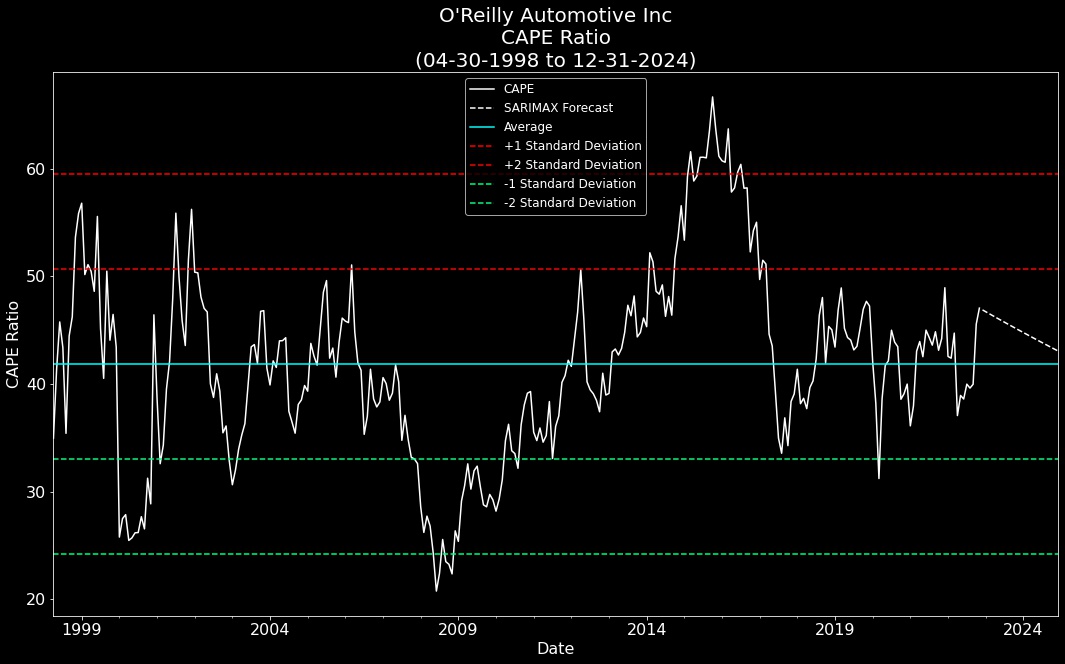 O'Reilly Automotive Inc
CAPE Ratio
(04-30-1998 to 12-31-2024)
CAPE
SARIMAX Forecast
Average
+1 Standard Deviation
+2 Standard Deviation
-1 Standard Deviation
-2 Standard Deviation
60
50
40
30
20
CAPE Ratio
1999 2004 2009 2014 2019 2024
Date